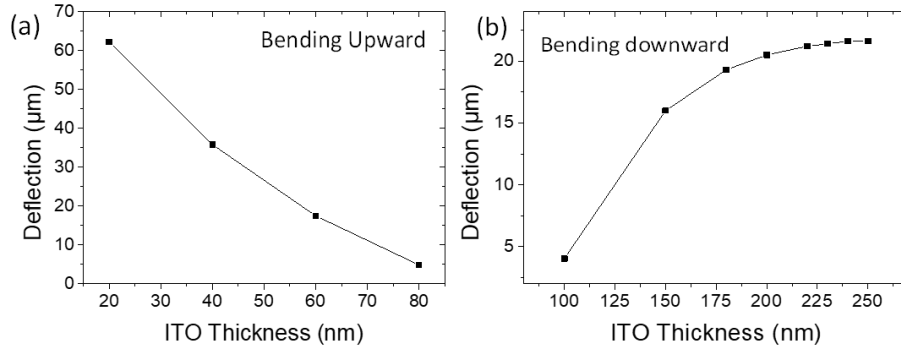 (a)
Bending Upward
Deflection (µm)
70
60
50
40
30
20
10
0
20 30 40 50 60 70 80
ITO Thickness (nm)
(b)
Bending downward
Deflection (µm)
20
15
10
5
100 125 150 175 200 225 250
ITO Thickness (nm)